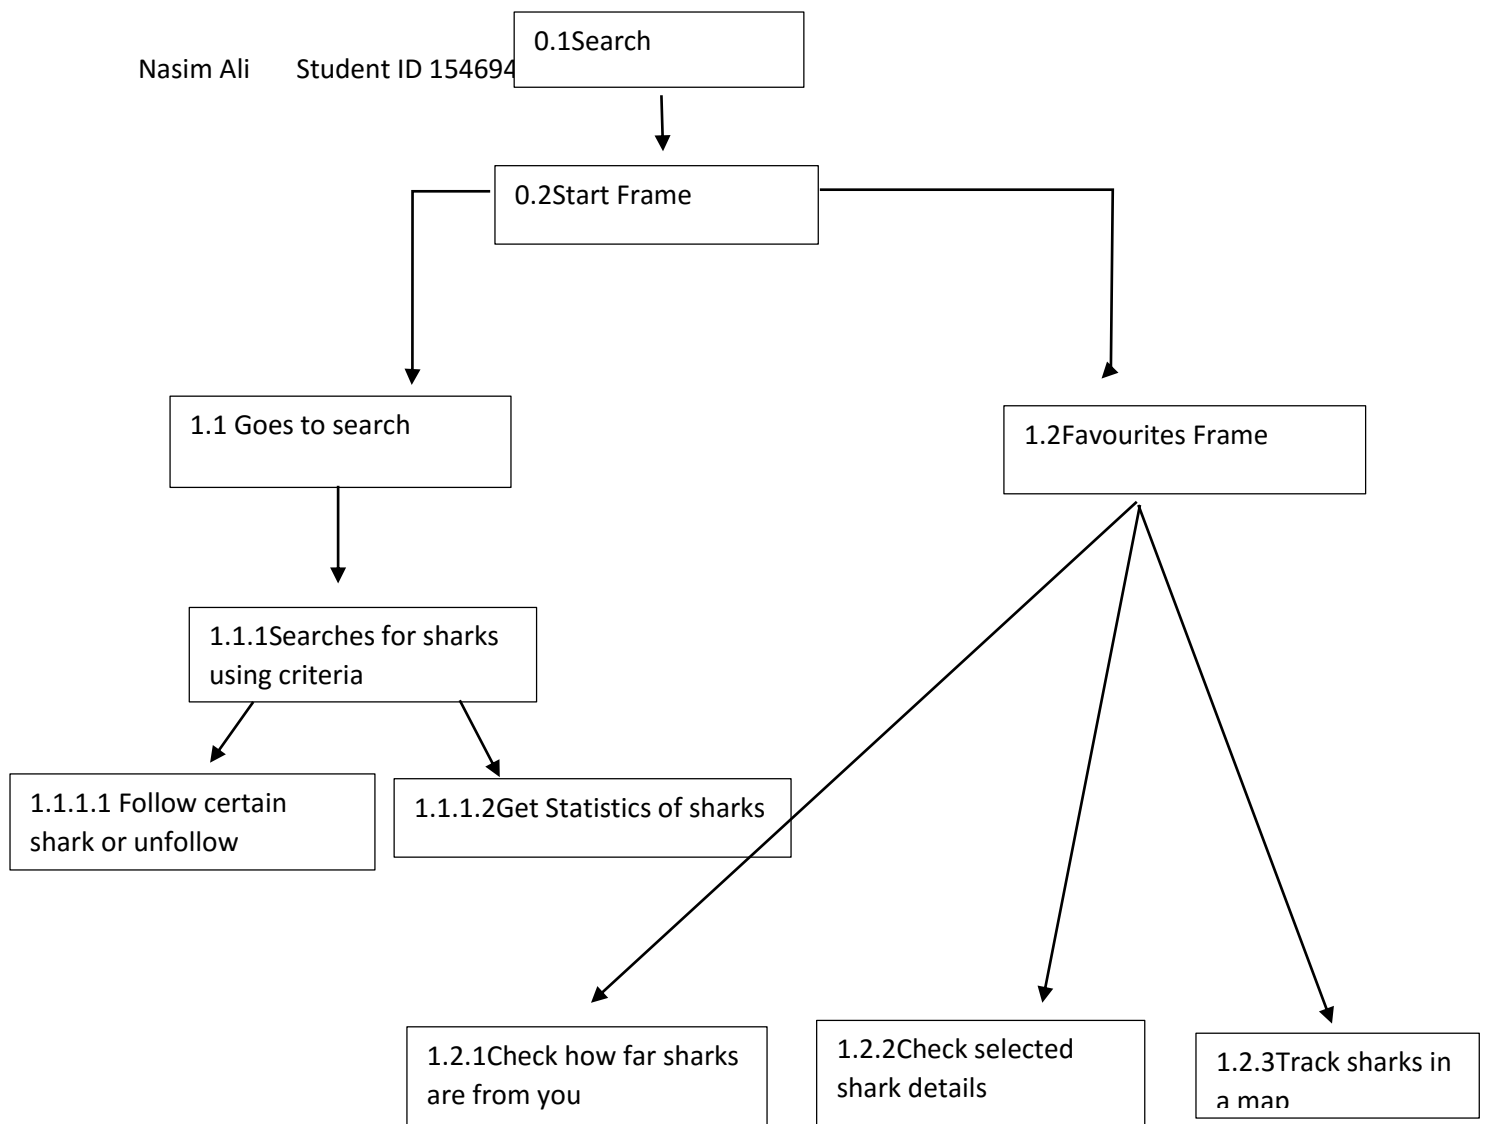 0.1Search
Nasim Ali Student ID 154694
0.2Start Frame
1.1 Goes to search
1.2Favourites Frame
1.1.1Searches for sharks
using criteria
1.1.1.1 Follow certain
shark or unfollow
1.1.1.2Get Statistics of sharks
1.2.1Check how far sharks
are from you
1.2.2Check selected
shark details
1.2.3Track sharks in
a map